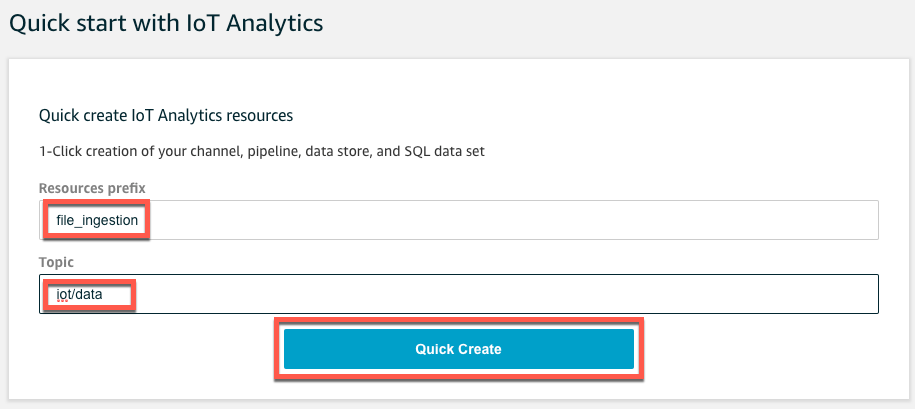 Quick start with IoT Analytics
Quick create IoT Analytics resources
1-Click creation of your channel, pipeline, data store, and SQL data set
Resources prefix
file_ingestion
Topic
iot/data
Quick Create